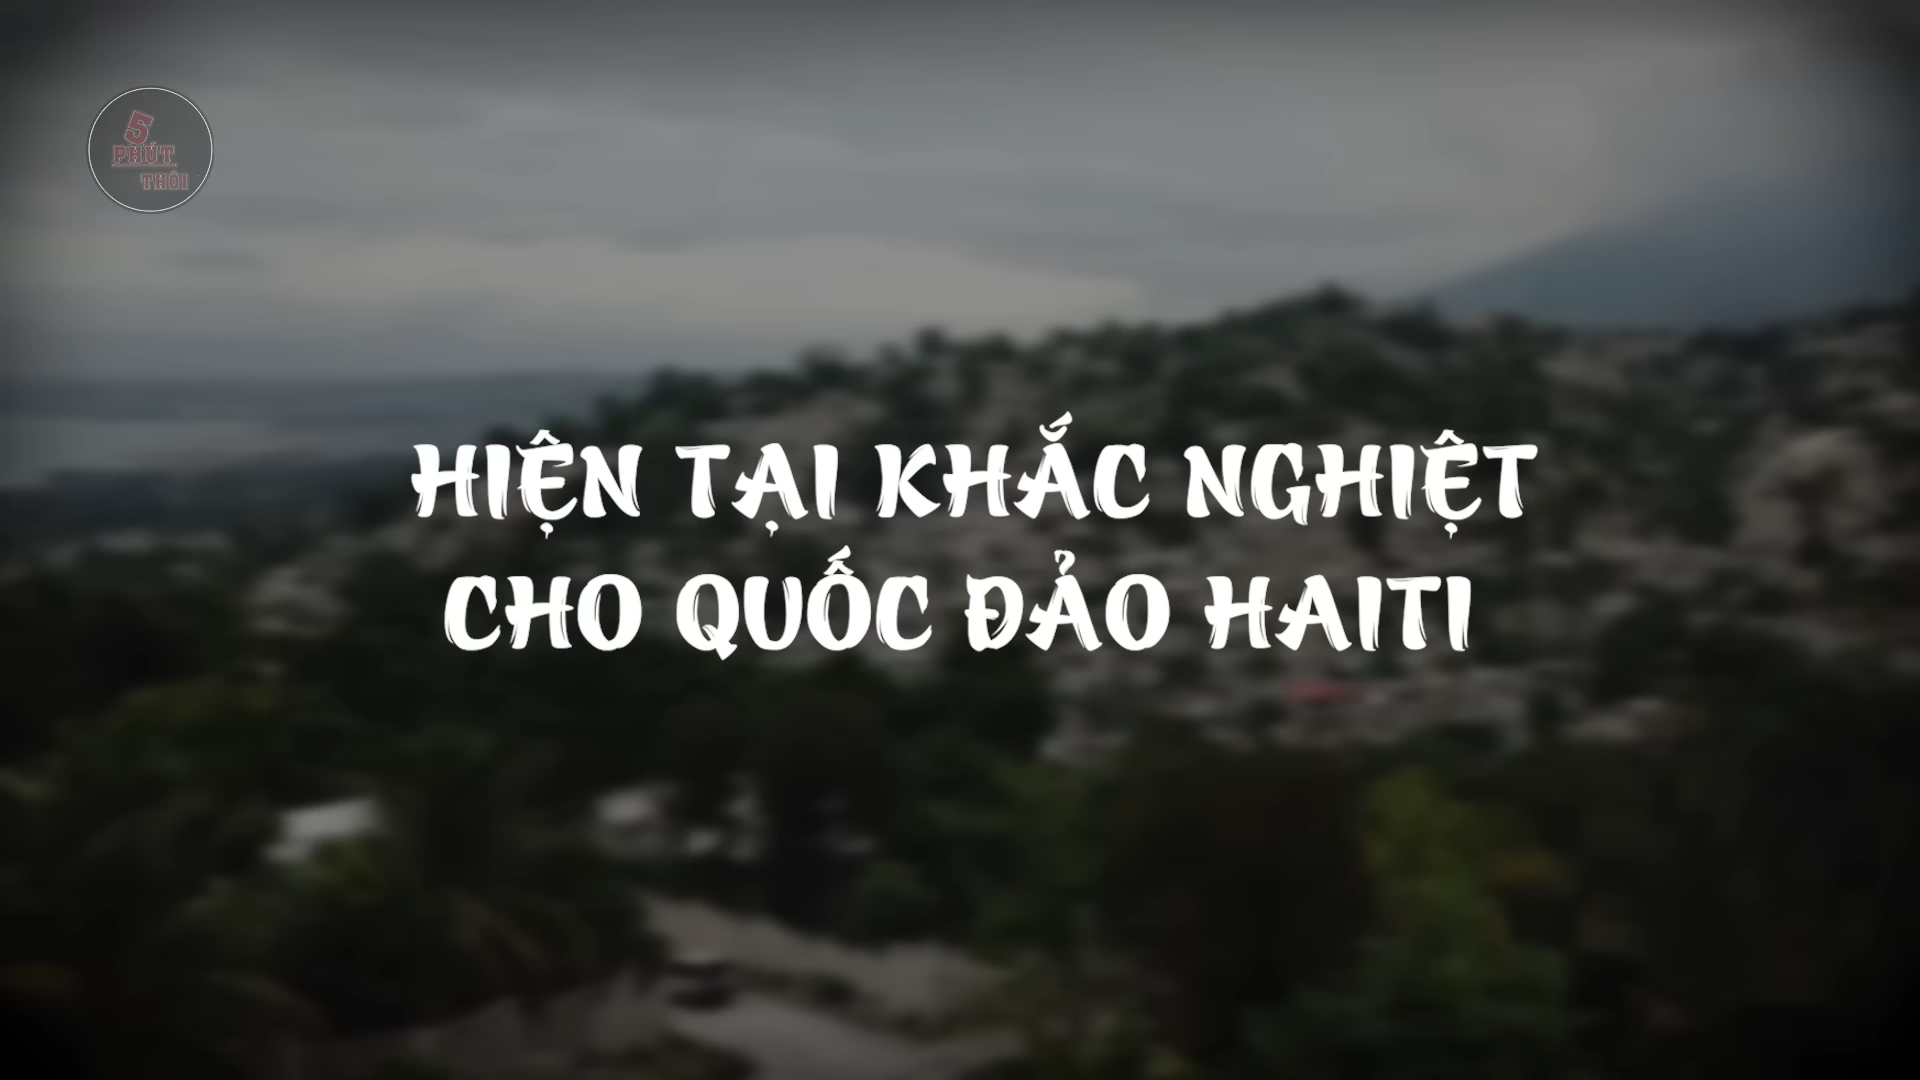 5
PHÚT
THÔI
HIỆN TẠI KHẮC NGHIỆT
CHO QUỐC ĐẢO HAITI